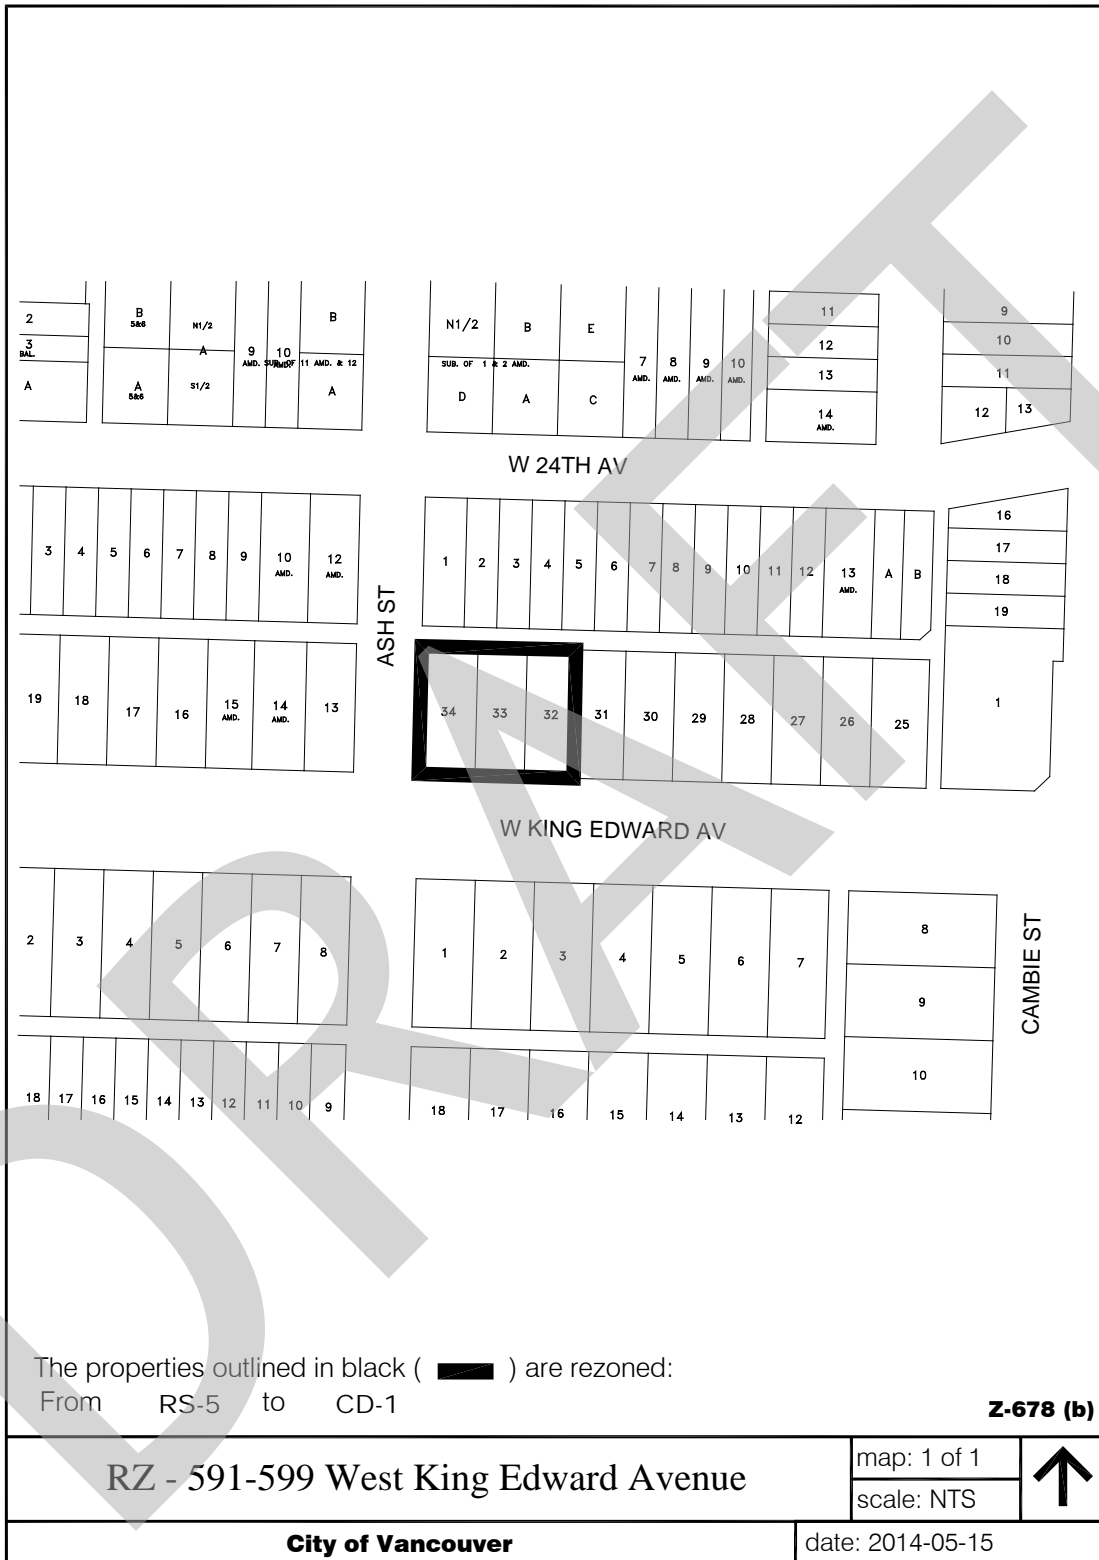 2
3
BAL.
A
B
5&6
A
5&6
N1/2
A
S1/2
9
AMD.
10
AMD.
SUB. OF 11 AMD. & 12
B
A
N1/2
B
E
SUB. OF 1 & 2 AMD.
D
A
C
7
AMD.
8
AMD.
9
AMD.
10
AMD.
11
12
13
14
AMD.
9
10
11
12 13
W 24TH AV
3 4 5 6 7 8 9 10 12
AMD. AMD.
ASH ST
1 2 3 4 5 6 7 8 9 10 11 12 13 A B
AMD.
16
17
18
19
1
19 18 17 16 15 14 13
AMD. AMD.
34 33 32 31 30 29 28 27 26 25
W KING EDWARD AV
2 3 4 5 6 7 8
1 2 3 4 5 6 7
8
9
10
CAMBIE ST
18 17 16 15 14 13 12 11 10 9
18 17 16 15 14 13 12
DRAFT
The properties outlined in black ( ) are rezoned:
From RS-5 to CD-1
Z-678 (b)
RZ - 591-599 West King Edward Avenue
map: 1 of 1
scale: NTS
City of Vancouver
date: 2014-05-15